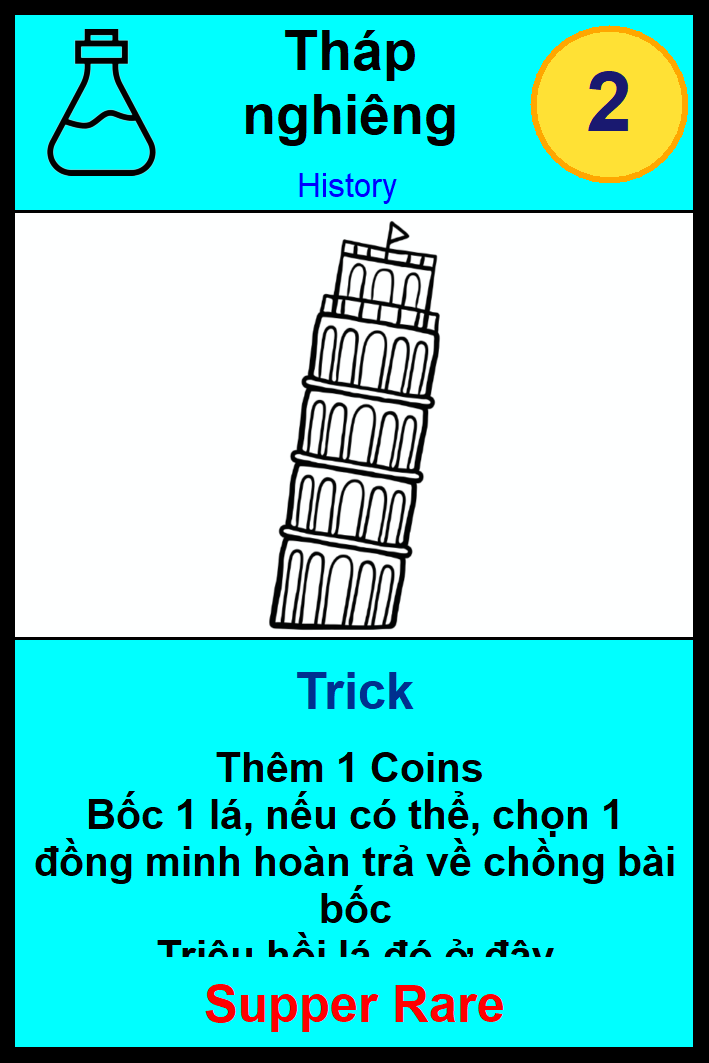 Tháp
nghiêng
2
History
Trick
Thêm 1 Coins
Bốc 1 lá, nếu có thể, chọn 1
đồng minh hoàn trả về chồng bài
bốc
Triệu hồi lá đó ở đây
Supper Rare